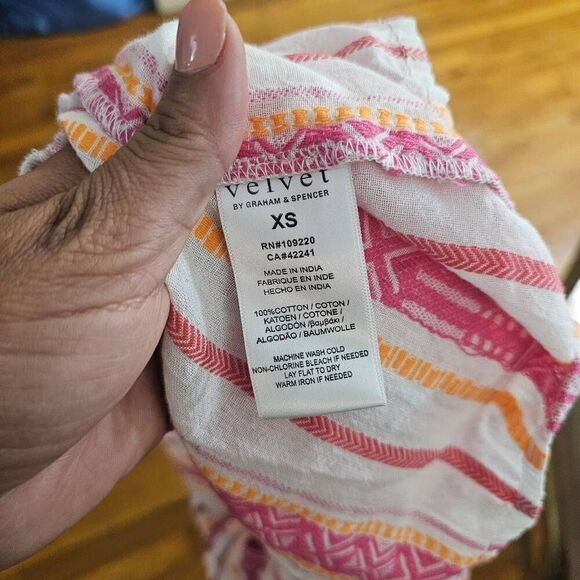 velvet
BY GRAHAM & SPENCER
XS
RN#109220
CA#42241
MADE IN INDIA
FABRIQUE EN INDE
HECHO EN INDIA
100%COTTON / COTON /
KATOEN / COTONE /
ALGODÓN /βαμβάκι /
ALGODÃO / BAUMWOLLE
MACHINE WASH COLD
NON-CHLORINE BLEACH IF NEEDED
LAY FLAT TO DRY
WARM IRON IF NEEDED